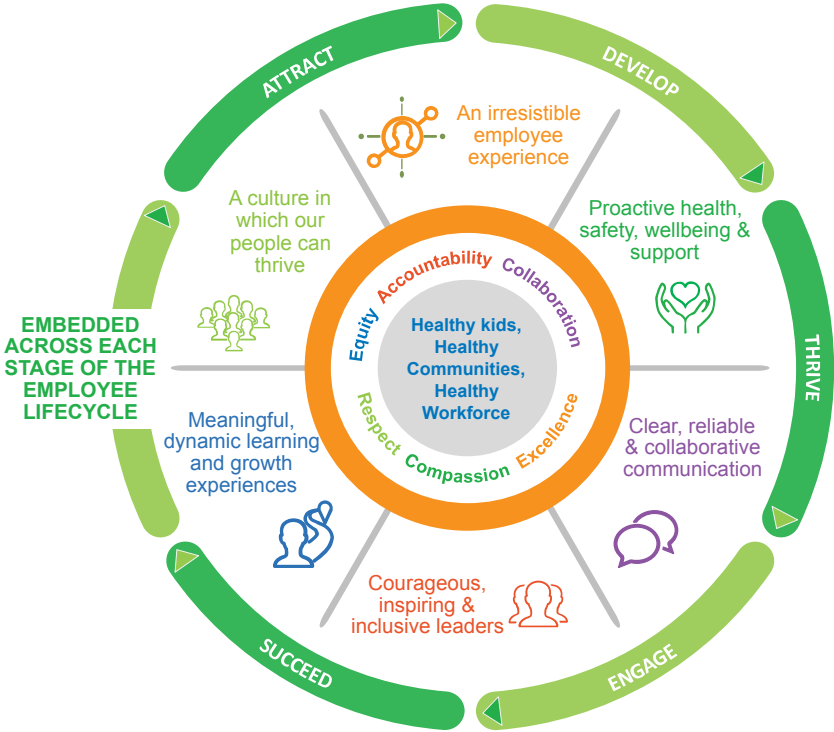 ATTRACT
DEVELOP
THRIVE
ENGAGE
SUCCEED
EMBEDDED
ACROSS EACH
STAGE OF THE
EMPLOYEE
LIFECYCLE
An irresistible
employee
experience
Proactive health,
safety, wellbeing &
support
Clear, reliable
& collaborative
communication
Courageous,
inspiring &
inclusive leaders
Meaningful,
dynamic learning
and growth
experiences
A culture in
which our
people can
thrive
Equity
Accountability
Collaboration
Excellence
Compassion
Respect
Healthy kids,
Healthy
Communities,
Healthy
Workforce